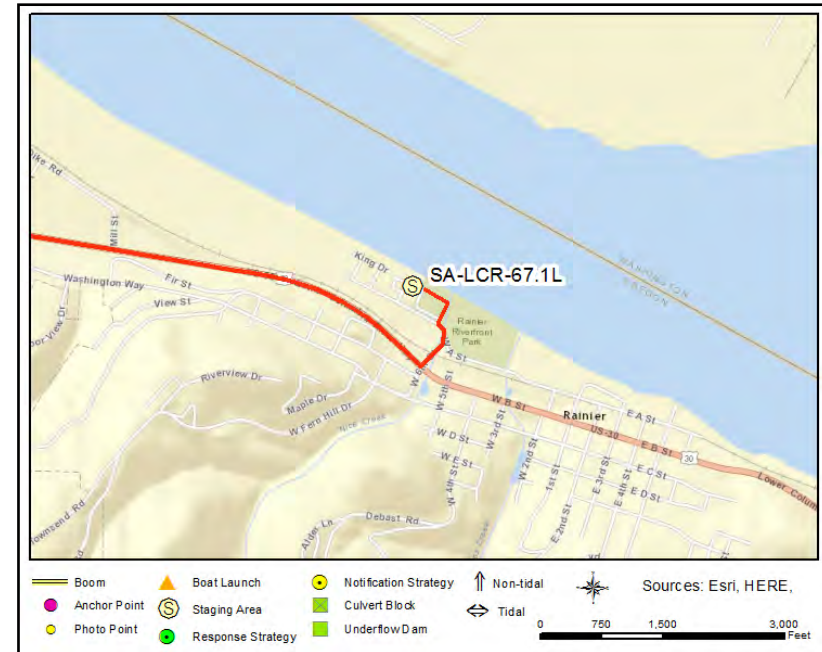 Dike Rd
Mill St
King Dr
SA-LCR-67.1L
WASHINGTON
OREGON
Washington Way
Fir St
View St
Rainier
Riverfront
Park
A St
Riverview Dr
Maple Dr
W Fern Hill Dr
Nice Creek
W 5th St
W B St
Rainier
E A St
US-30
E B St
30
W D St
W 3rd St
W E St
W 4th St
W 2nd St
1st St
E 2nd St
E 3rd St
E 4th St
E C St
E D St
Lower Colum
Townsend Rd
Alder Ln
Debast Rd
Boom
Boat Launch
Notification Strategy
Non-tidal
Sources: Esri, HERE,
Anchor Point
S Staging Area
Culvert Block
Tidal
Photo Point
Response Strategy
Underflow Dam
0 750 1,500 3,000
Feet